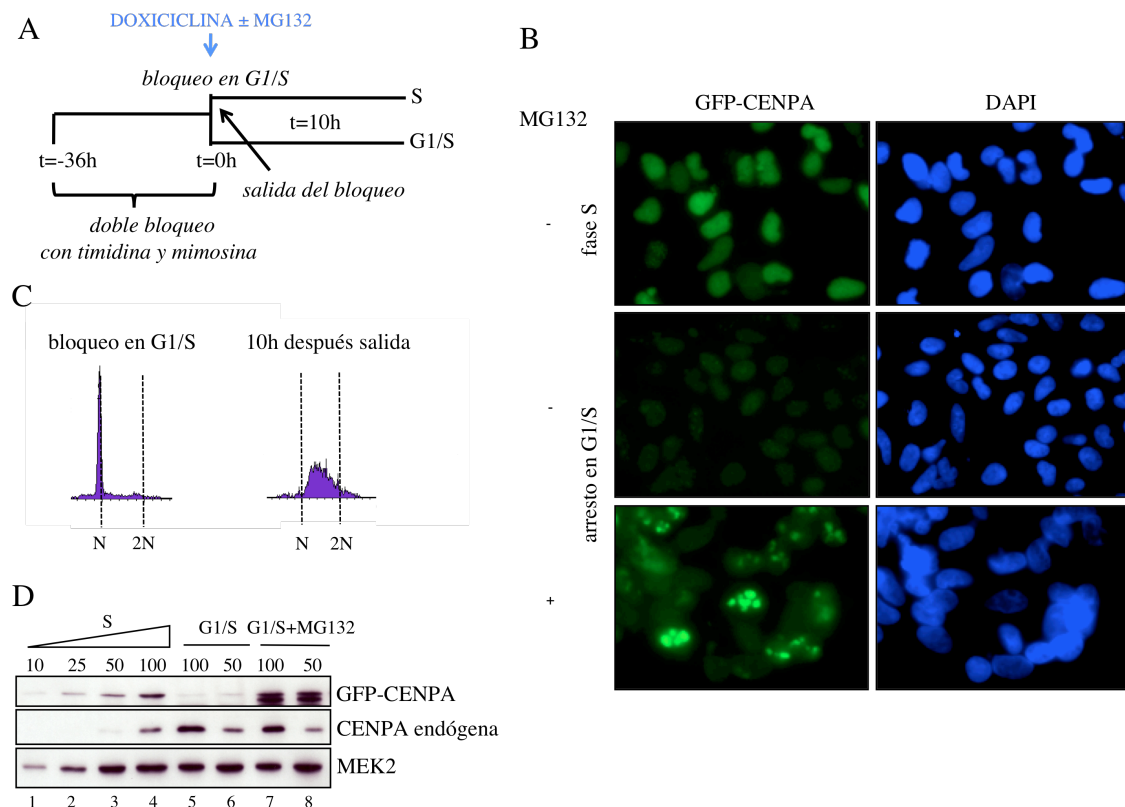 A
DOXICICLINA ± MG132
bloqueo en G1/S
S
t=10h
G1/S
t=-36h
t=0h
salida del bloqueo
doble bloqueo
con timidina y mimosina
B
GFP-CENPA
DAPI
MG132
-
fase S
-
arresto en G1/S
+
C
bloqueo en G1/S
10h después salida
N
2N
N
2N
D
S
G1/S
G1/S+MG132
10 25 50 100 100 50 100 50
GFP-CENPA
CENPA endógena
MEK2
1 2 3 4 5 6 7 8